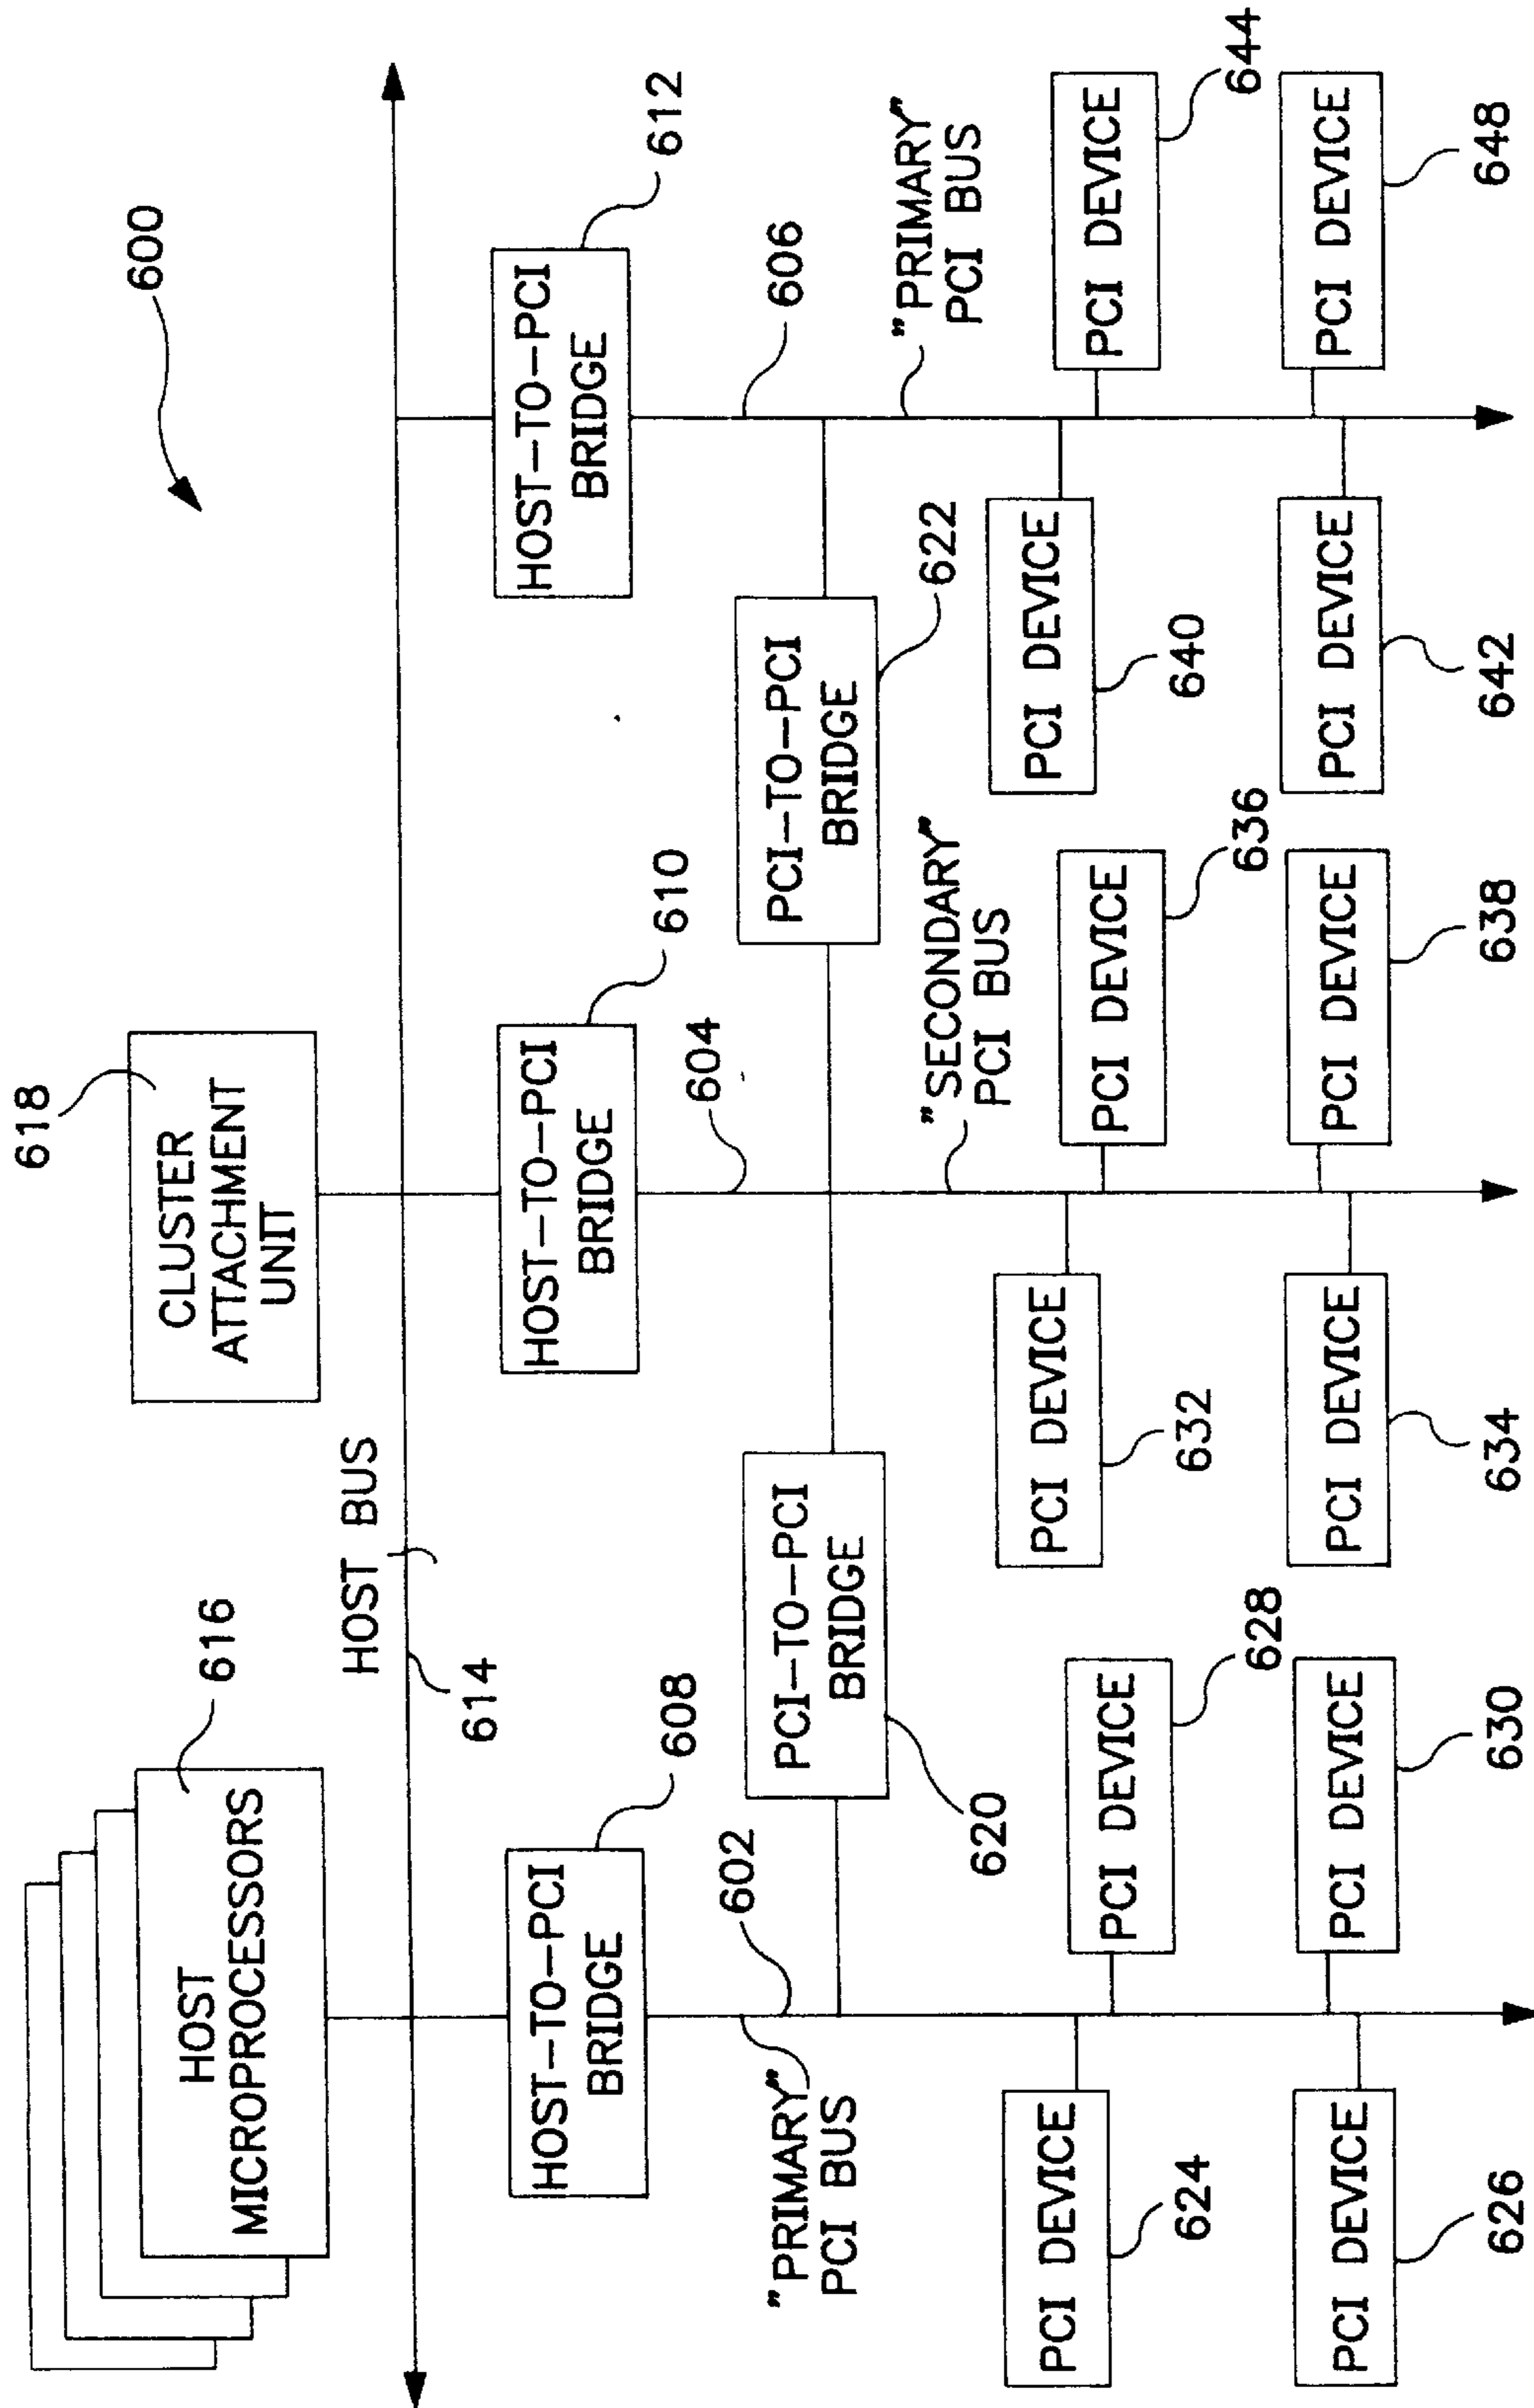 600
618
CLUSTER
ATTACHMENT
UNIT
616
HOST
MICROPROCESSORS
HOST BUS
614
608
HOST-TO-PCI
BRIDGE
610
HOST-TO-PCI
BRIDGE
612
HOST-TO-PCI
BRIDGE
602
"PRIMARY"
PCI BUS
604
"SECONDARY"
PCI BUS
606
"PRIMARY"
PCI BUS
PCI-TO-PCI
BRIDGE
620
PCI-TO-PCI
BRIDGE
622
PCI DEVICE
624
PCI DEVICE
628
PCI DEVICE
632
PCI DEVICE
636
PCI DEVICE
640
PCI DEVICE
644
PCI DEVICE
626
PCI DEVICE
630
PCI DEVICE
634
PCI DEVICE
638
PCI DEVICE
642
PCI DEVICE
648